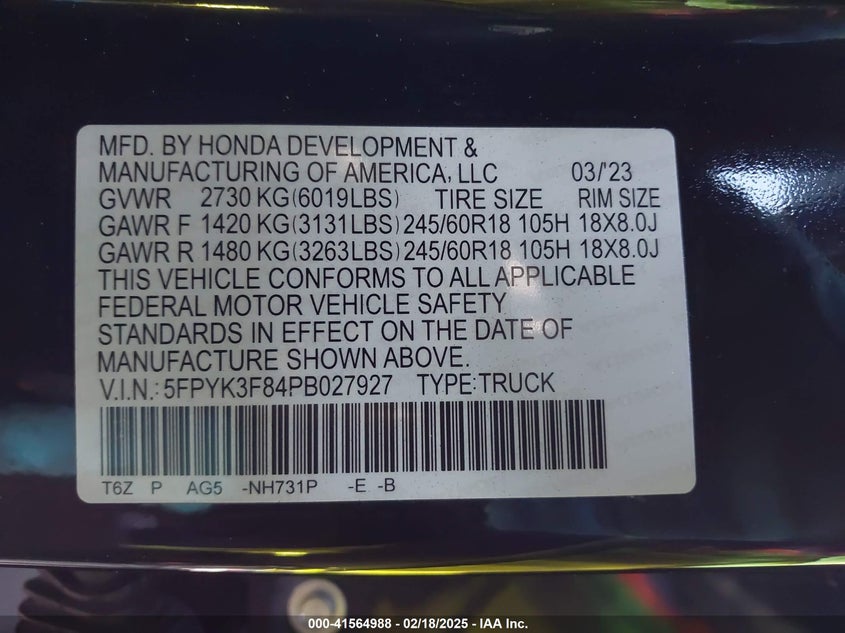 MFD. BY HONDA DEVELOPMENT &
MANUFACTURING OF AMERICA, LLC 03/'23
GVWR 2730 KG(6019LBS) TIRE SIZE RIM SIZE
GAWR F 1420 KG(3131LBS)245/60R18 105H 18X8.0J
GAWR R 1480 KG(3263LBS)245/60R18 105H 18X8.0J
THIS VEHICLE CONFORMS TO ALL APPLICABLE
FEDERAL MOTOR VEHICLE SAFETY
STANDARDS IN EFFECT ON THE DATE OF
MANUFACTURE SHOWN ABOVE.
V.I.N.: 5FPYK3F84PB027927 TYPE:TRUCK
T6Z P AG5 -NH731P -E -B
000-41564988 - 02/18/2025 - IAA Inc.